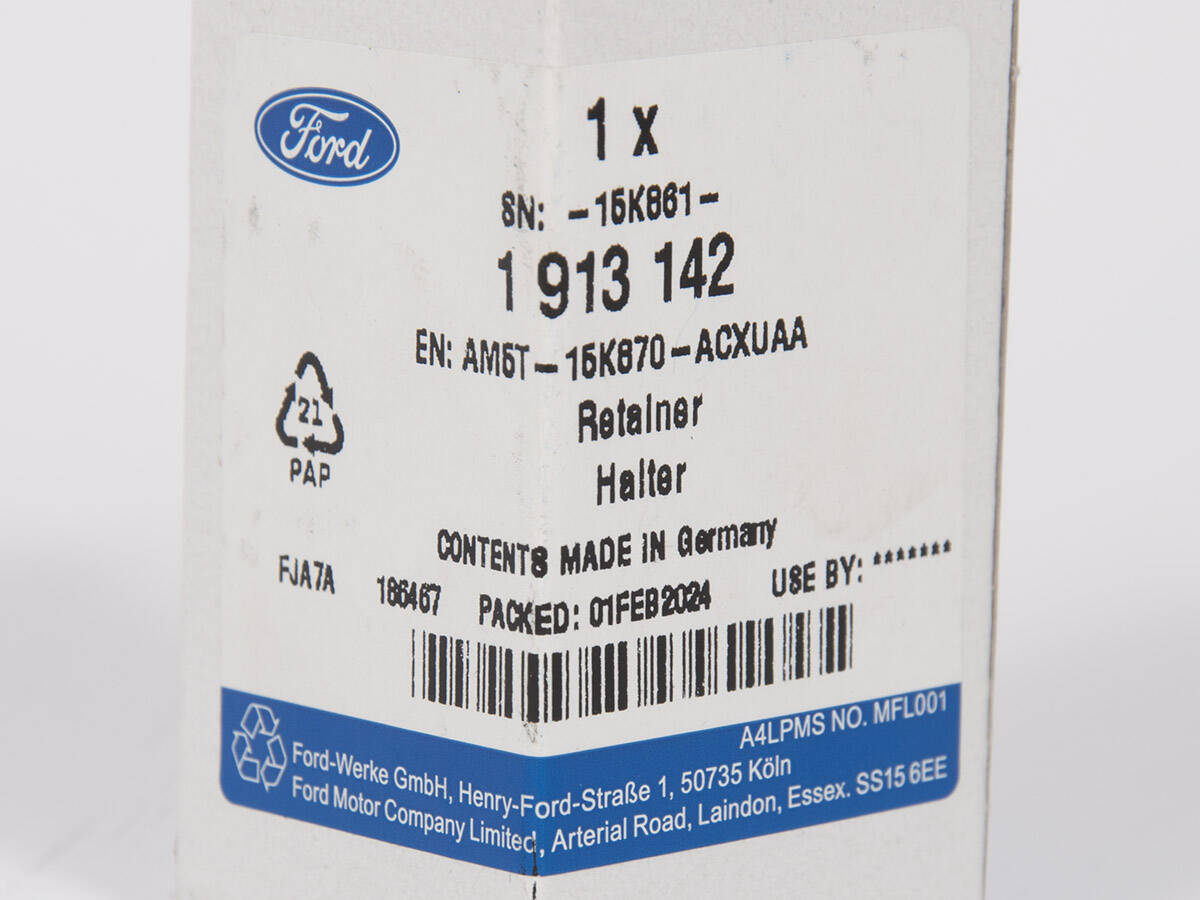 Ford
1 x
SN: -15K861-
1 913 142
EN: AM5T-15K870-ACXUAA
Retainer
Halter
21
PAP
CONTENTS MADE IN Germany
FJA7A 186467 PACKED: 01FEB2024 USE BY: *******
A4LPMS NO. MFL001
Ford-Werke GmbH, Henry-Ford-Straße 1, 50735 Köln
Ford Motor Company Limited, Arterial Road, Laindon, Essex. SS15 6EE